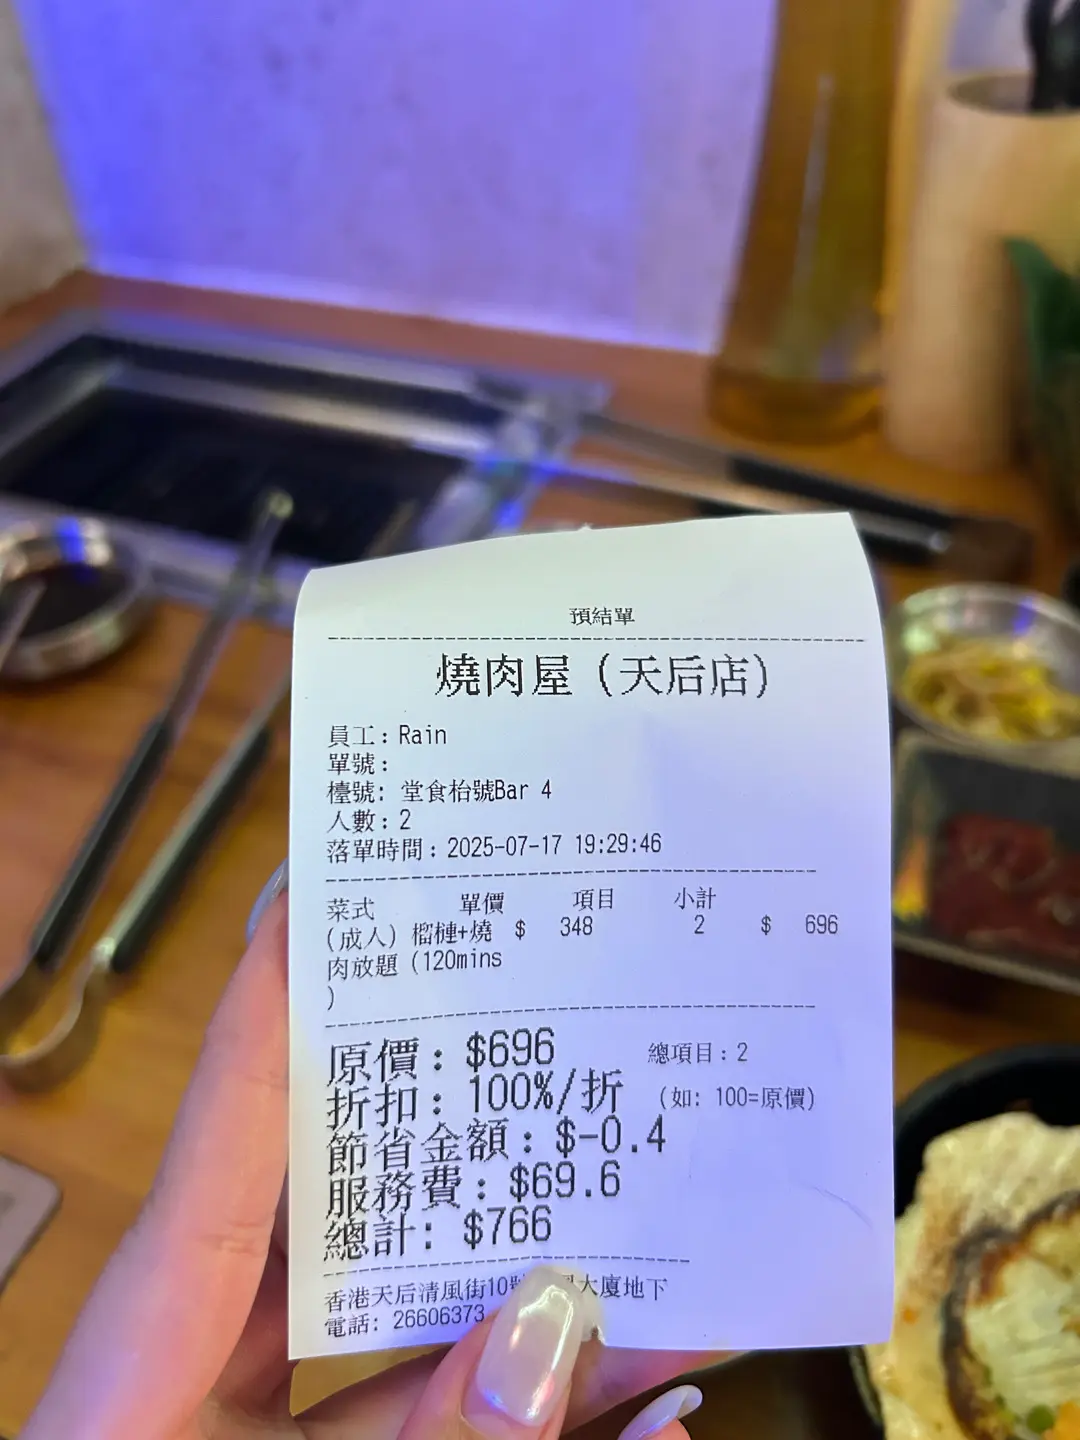 預結單
燒肉屋（天后店）
員工：Rain
單號：
檯號: 堂食枱號Bar 4
人數：2
落單時間：2025-07-17 19:29:46
菜式 單價 項目 小計
（成人）榴槤+燒 $ 348 2 $ 696
肉放題（120mins
）
原價：$696 總項目：2
折扣：100%/折 （如: 100=原價）
節省金額：$-0.4
服務費：$69.6
總計: $766
香港天后清風街10號 大廈地下
電話: 26606373